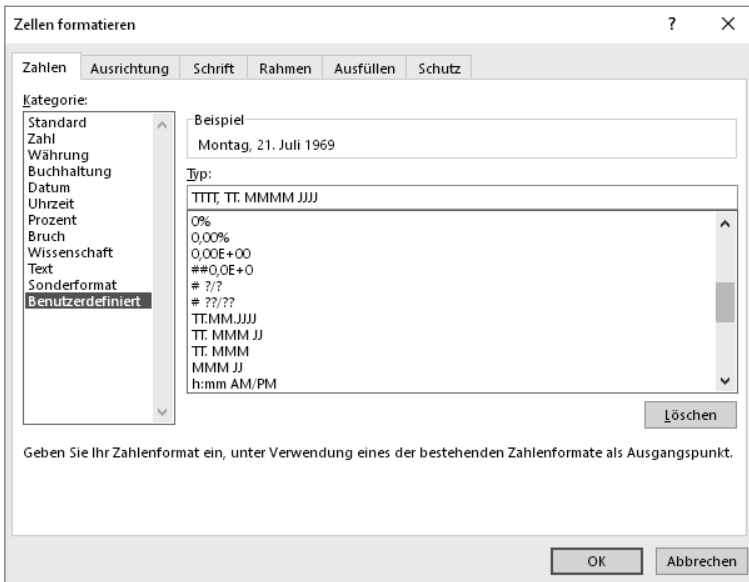 Zellen formatieren ? ×
Zahlen Ausrichtung Schrift Rahmen Ausfüllen Schutz
Kategorie:
Standard
Zahl
Währung
Buchhaltung
Datum
Uhrzeit
Prozent
Bruch
Wissenschaft
Text
Sonderformat
Benutzerdefiniert
Beispiel
Montag, 21. Juli 1969
Typ:
TTTT, TT. MMMM JJJJ
0%
0,00%
0,00E+00
##0,0E+0
# ?/?
# ??/??
TT.MM.JJJJ
TT. MMM JJ
TT. MMM
MMM JJ
h:mm AM/PM
Löschen
Geben Sie Ihr Zahlenformat ein, unter Verwendung eines der bestehenden Zahlenformate als Ausgangspunkt.
OK Abbrechen